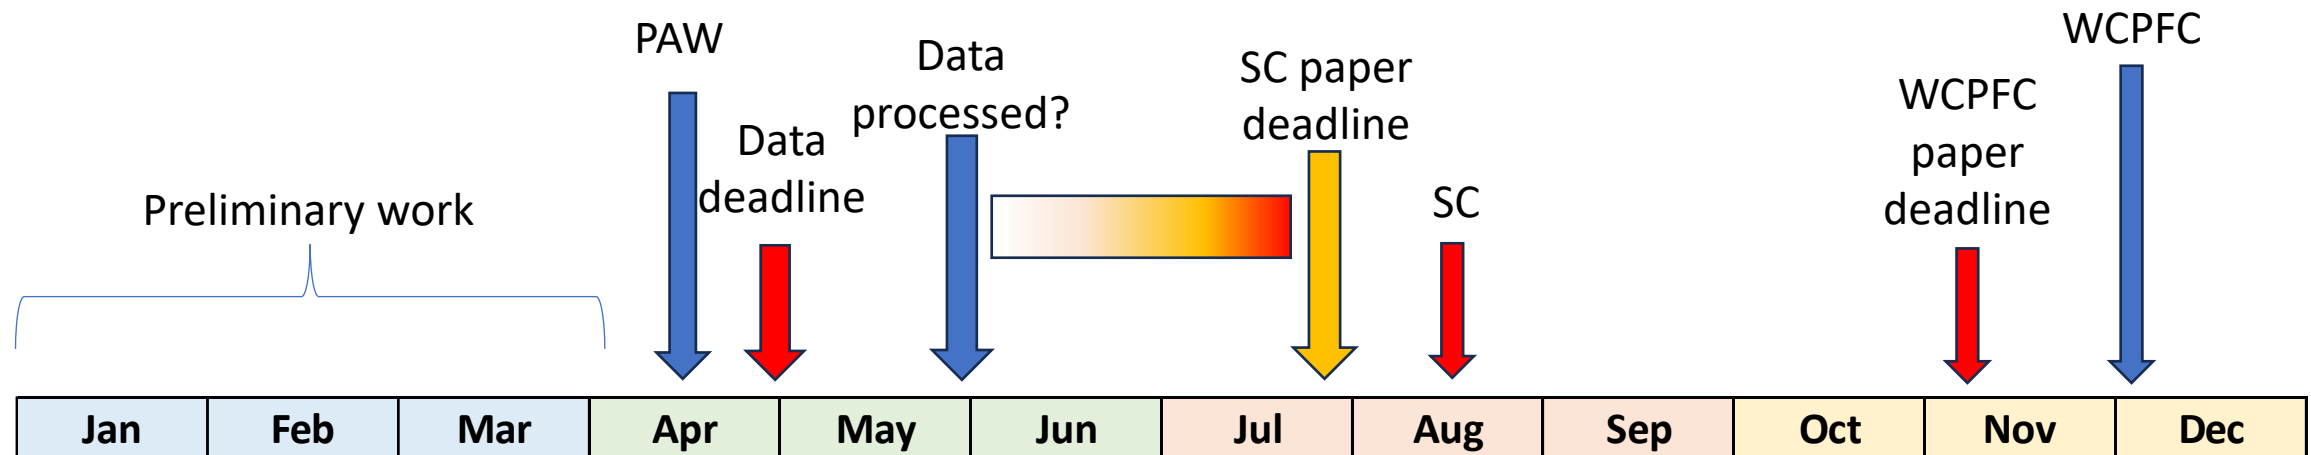 Preliminary work
PAW
Data
deadline
Data
processed?
SC paper
deadline
SC
WCPFC
paper
deadline
WCPFC
Jan
Feb
Mar
Apr
May
Jun
Jul
Aug
Sep
Oct
Nov
Dec